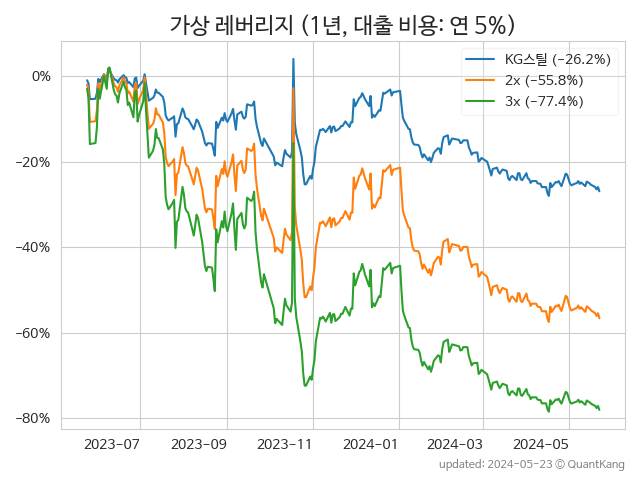 가상 레버리지 (1년, 대출 비용: 연 5%)
KG스틸 (−26.2%)
2x (−55.8%)
3x (−77.4%)
0%
−20%
−40%
−60%
−80%
2023-07 2023-09 2023-11 2024-01 2024-03 2024-05
updated: 2024-05-23 © QuantKang